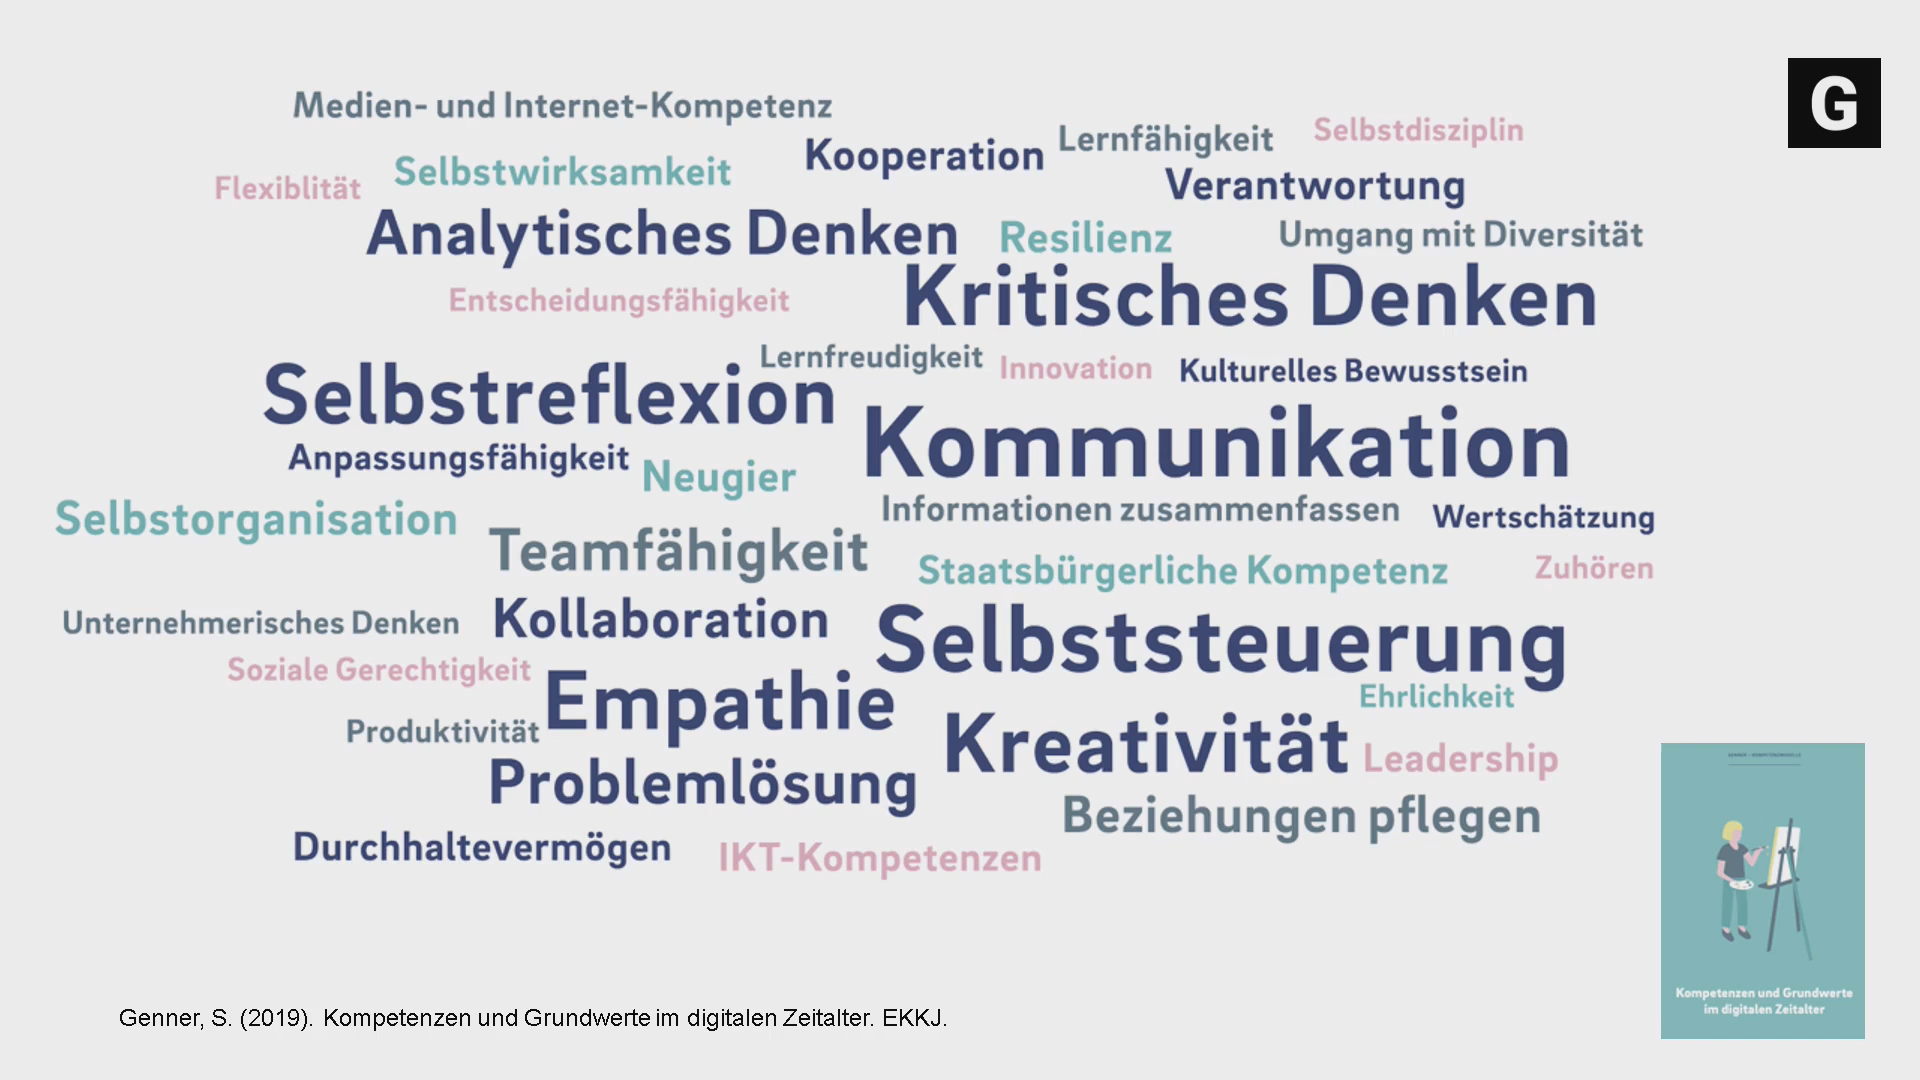 G
Medien- und Internet-Kompetenz
Kooperation
Lernfähigkeit
Selbstdisziplin
Flexiblität
Selbstwirksamkeit
Verantwortung
Analytisches Denken
Resilienz
Umgang mit Diversität
Entscheidungsfähigkeit
Kritisches Denken
Lernfreudigkeit
Innovation
Kulturelles Bewusstsein
Selbstreflexion
Kommunikation
Anpassungsfähigkeit
Neugier
Selbstorganisation
Informationen zusammenfassen
Wertschätzung
Teamfähigkeit
Staatsbürgerliche Kompetenz
Zuhören
Unternehmerisches Denken
Kollaboration
Selbststeuerung
Soziale Gerechtigkeit
Empathie
Ehrlichkeit
Produktivität
Kreativität
Leadership
Problemlösung
Beziehungen pflegen
Durchhaltevermögen
IKT-Kompetenzen
Kompetenzen und Grundwerte
im digitalen Zeitalter
Genner, S. (2019). Kompetenzen und Grundwerte im digitalen Zeitalter. EKKJ.